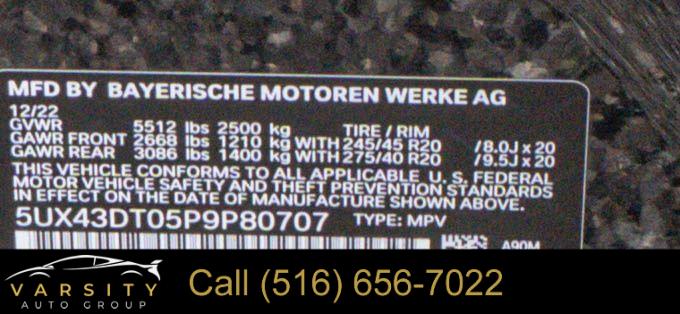 MFD BY BAYERISCHE MOTOREN WERKE AG
12/22
GVWR 5512 lbs 2500 kg TIRE / RIM
GAWR FRONT 2668 lbs 1210 kg WITH 245/45 R20 /8.0J x 20
GAWR REAR 3086 lbs 1400 kg WITH 275/40 R20 /9.5J x 20
THIS VEHICLE CONFORMS TO ALL APPLICABLE U. S. FEDERAL
MOTOR VEHICLE SAFETY AND THEFT PREVENTION STANDARDS
IN EFFECT ON THE DATE OF MANUFACTURE SHOWN ABOVE.
5UX43DT05P9P80707 TYPE: MPV
A90M
VARSITY
AUTO GROUP
Call (516) 656-7022